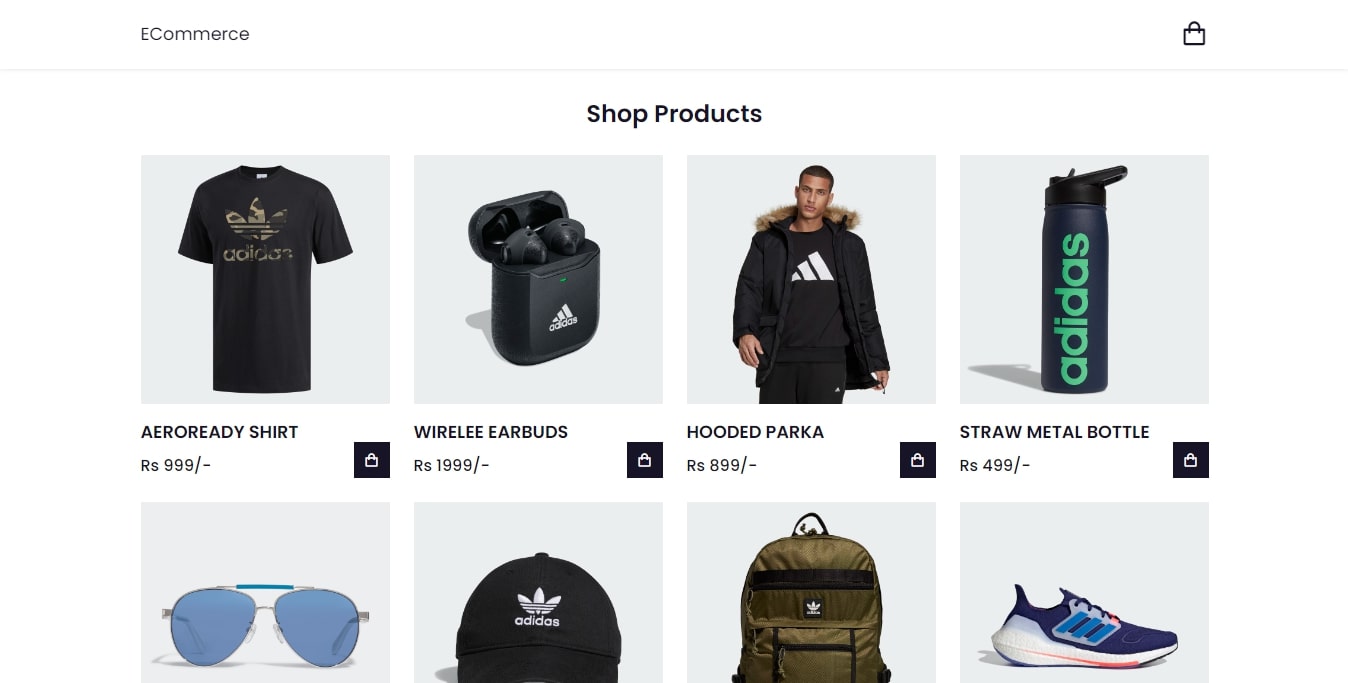 ECommerce
Shop Products
adidas
adidas
adidas
AEROREADY SHIRT
WIRELEE EARBUDS
HOODED PARKA
STRAW METAL BOTTLE
Rs 999/-
Rs 1999/-
Rs 899/-
Rs 499/-
adidas